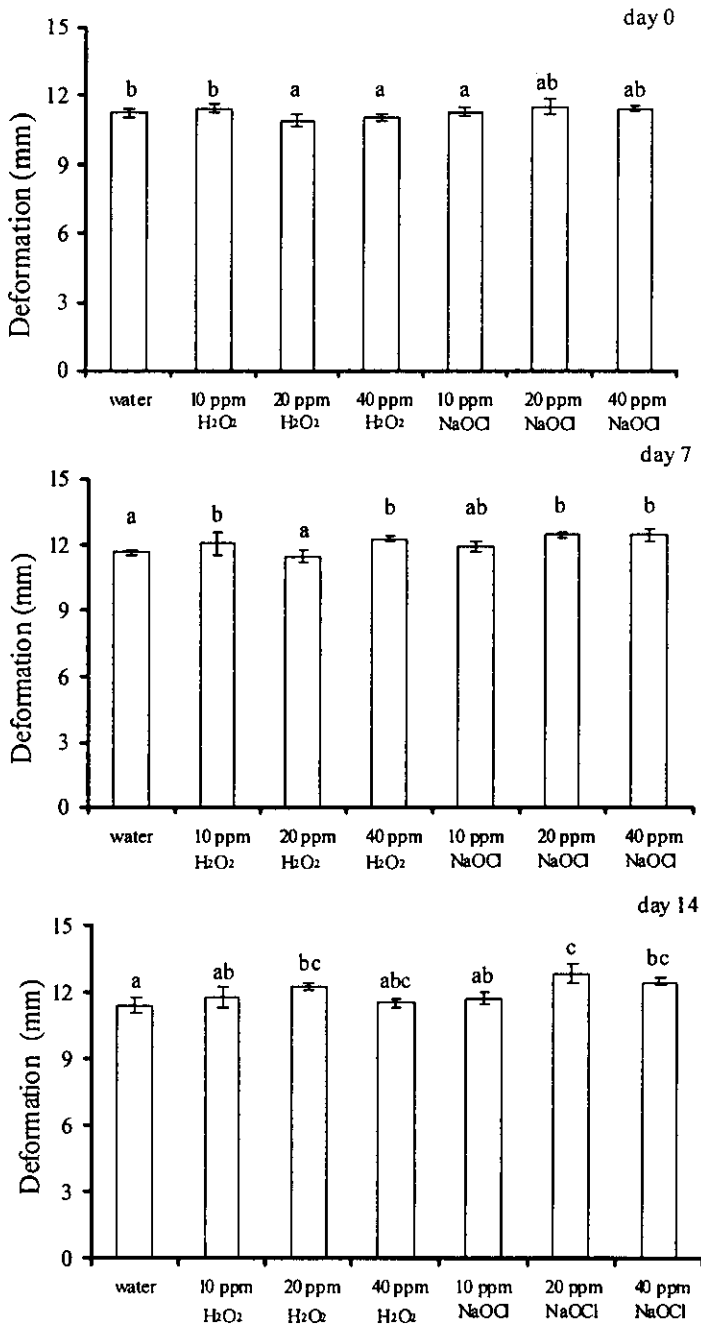 day 0
15
12
9
6
3
0
Deformation (mm)
b b a a a ab ab
water 10 ppm 20 ppm 40 ppm 10 ppm 20 ppm 40 ppm
H2O2 H2O2 H2O2 NaOCl NaOCl NaOCl
day 7
15
12
9
6
3
0
Deformation (mm)
a b a b ab b b
water 10 ppm 20 ppm 40 ppm 10 ppm 20 ppm 40 ppm
H2O2 H2O2 H2O2 NaOCl NaOCl NaOCl
day 14
15
12
9
6
3
0
Deformation (mm)
a ab bc abc ab c bc
water 10 ppm 20 ppm 40 ppm 10 ppm 20 ppm 40 ppm
H2O2 H2O2 H2O2 NaOCl NaOCl NaOCl